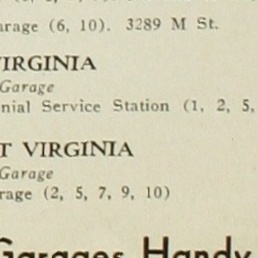 arage (6, 10). 3289 M St.
VIRGINIA
Garage
nial Service Station (1, 2, 5,
T VIRGINIA
Garage
rage (2, 5, 7, 9, 10)
Garages Handy